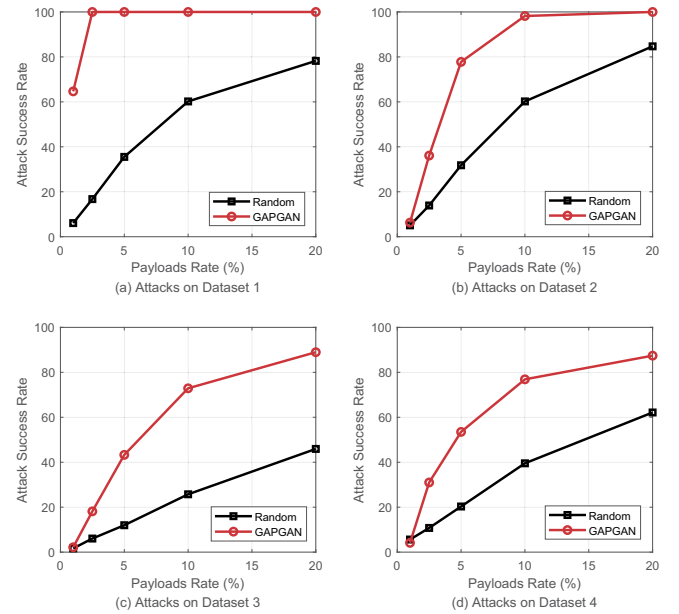 100
80
60
40
20
0
Attack Success Rate
Random
GAPGAN
0 5 10 15 20
Payloads Rate (%)
(a) Attacks on Dataset 1
100
80
60
40
20
0
Attack Success Rate
Random
GAPGAN
0 5 10 15 20
Payloads Rate (%)
(b) Attacks on Dataset 2
100
80
60
40
20
0
Attack Success Rate
Random
GAPGAN
0 5 10 15 20
Payloads Rate (%)
(c) Attacks on Dataset 3
100
80
60
40
20
0
Attack Success Rate
Random
GAPGAN
0 5 10 15 20
Payloads Rate (%)
(d) Attacks on Dataset 4